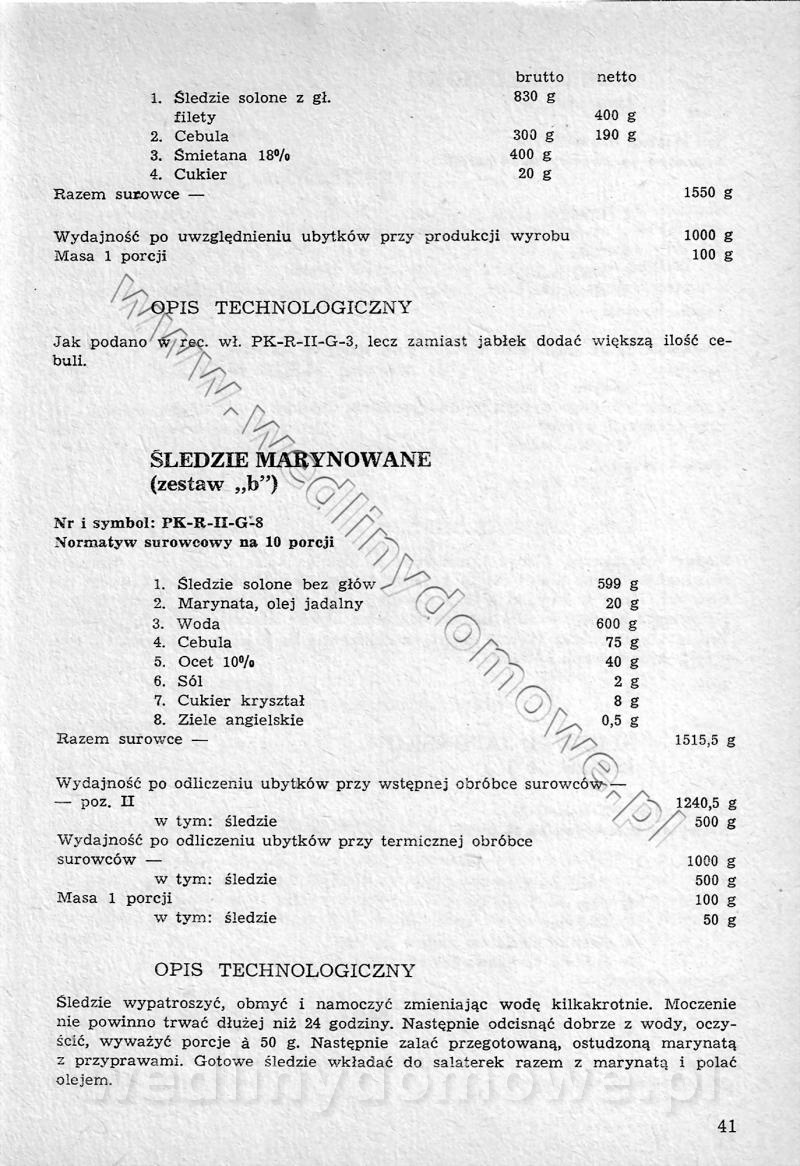 brutto netto
1. Śledzie solone z gł. 830 g
filety 400 g
2. Cebula 300 g 190 g
3. Śmietana 18% 400 g
4. Cukier 20 g
Razem surowce — 1550 g
Wydajność po uwzględnieniu ubytków przy produkcji wyrobu 1000 g
Masa 1 porcji 100 g
OPIS TECHNOLOGICZNY
Jak podano w rec. wł. PK-R-II-G-3, lecz zamiast jabłek dodać większą ilość ce-
buli.
ŚLEDZIE MARYNOWANE
(zestaw „b”)
Nr i symbol: PK-R-II-G-8
Normatyw surowcowy na 10 porcji
1. Śledzie solone bez głów 599 g
2. Marynata, olej jadalny 20 g
3. Woda 600 g
4. Cebula 75 g
5. Ocet 10% 40 g
6. Sól 2 g
7. Cukier kryształ 8 g
8. Ziele angielskie 0,5 g
Razem surowce — 1515,5 g
Wydajność po odliczeniu ubytków przy wstępnej obróbce surowców —
— poz. II 1240,5 g
w tym: śledzie 500 g
Wydajność po odliczeniu ubytków przy termicznej obróbce
surowców — 1000 g
w tym: śledzie 500 g
Masa 1 porcji 100 g
w tym: śledzie 50 g
OPIS TECHNOLOGICZNY
Śledzie wypatroszyć, obmyć i namoczyć zmieniając wodę kilkakrotnie. Moczenie
nie powinno trwać dłużej niż 24 godziny. Następnie odcisnąć dobrze z wody, oczy-
ścić, wyważyć porcje à 50 g. Następnie zalać przegotowaną, ostudzoną marynatą
z przyprawami. Gotowe śledzie wkładać do salaterek razem z marynatą i polać
olejem.
41
www.wedlinydomowe.pl
wedlinydomowe.pl